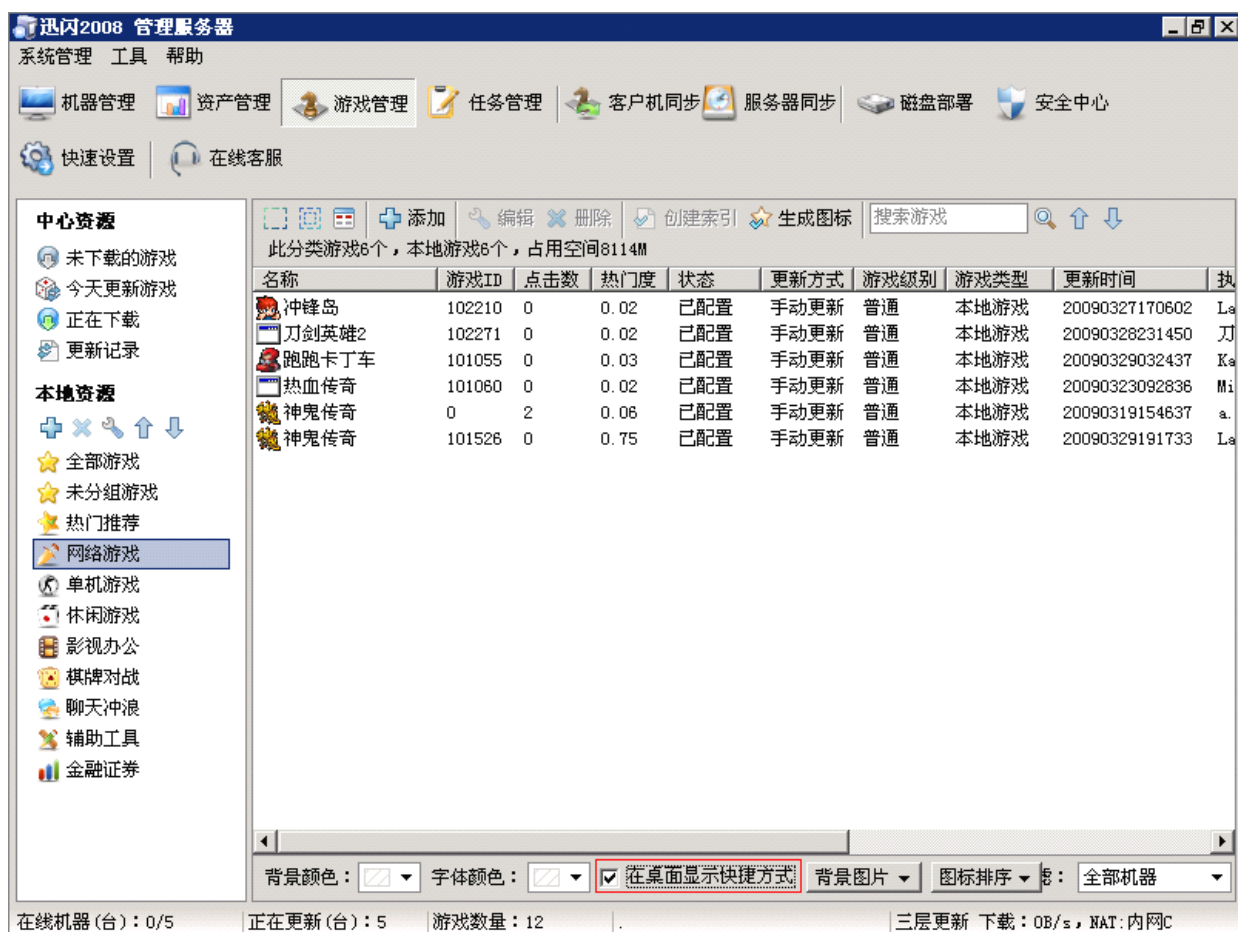 迅闪2008 管理服务器
系统管理 工具 帮助
机器管理 资产管理 游戏管理 任务管理 客户机同步 服务器同步 磁盘部署 安全中心
快速设置 在线客服
中心资源
未下载的游戏
今天更新游戏
正在下载
更新记录
本地资源
全部游戏
未分组游戏
热门推荐
网络游戏
单机游戏
休闲游戏
影视办公
棋牌对战
聊天冲浪
辅助工具
金融证券
添加 编辑 删除 创建索引 生成图标 搜索游戏
此分类游戏6个，本地游戏6个，占用空间8114M
名称 游戏ID 点击数 热门度 状态 更新方式 游戏级别 游戏类型 更新时间 执
冲锋岛 102210 0 0.02 已配置 手动更新 普通 本地游戏 20090327170602 La
刀剑英雄2 102271 0 0.02 已配置 手动更新 普通 本地游戏 20090328231450 刀
跑跑卡丁车 101055 0 0.03 已配置 手动更新 普通 本地游戏 20090329032437 Ka
热血传奇 101060 0 0.02 已配置 手动更新 普通 本地游戏 20090323092836 Mi
神鬼传奇 0 2 0.06 已配置 手动更新 普通 本地游戏 20090319154637 a.
神鬼传奇 101526 0 0.75 已配置 手动更新 普通 本地游戏 20090329191733 La
背景颜色： 字体颜色： 在桌面显示快捷方式 背景图片 图标排序 ： 全部机器
在线机器(台)：0/5 正在更新(台)：5 游戏数量：12 . 三层更新 下载：0B/s，NAT:内网C